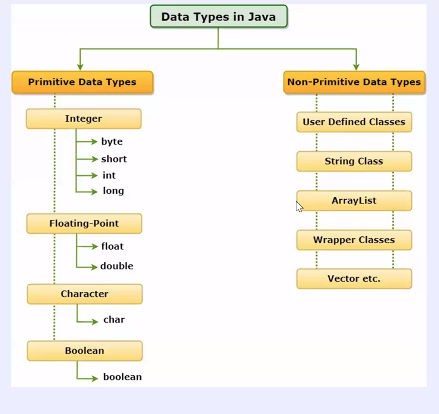 Data Types in Java
Primitive Data Types
Integer
byte
short
int
long
Floating-Point
float
double
Character
char
Boolean
boolean
Non-Primitive Data Types
User Defined Classes
String Class
ArrayList
Wrapper Classes
Vector etc.